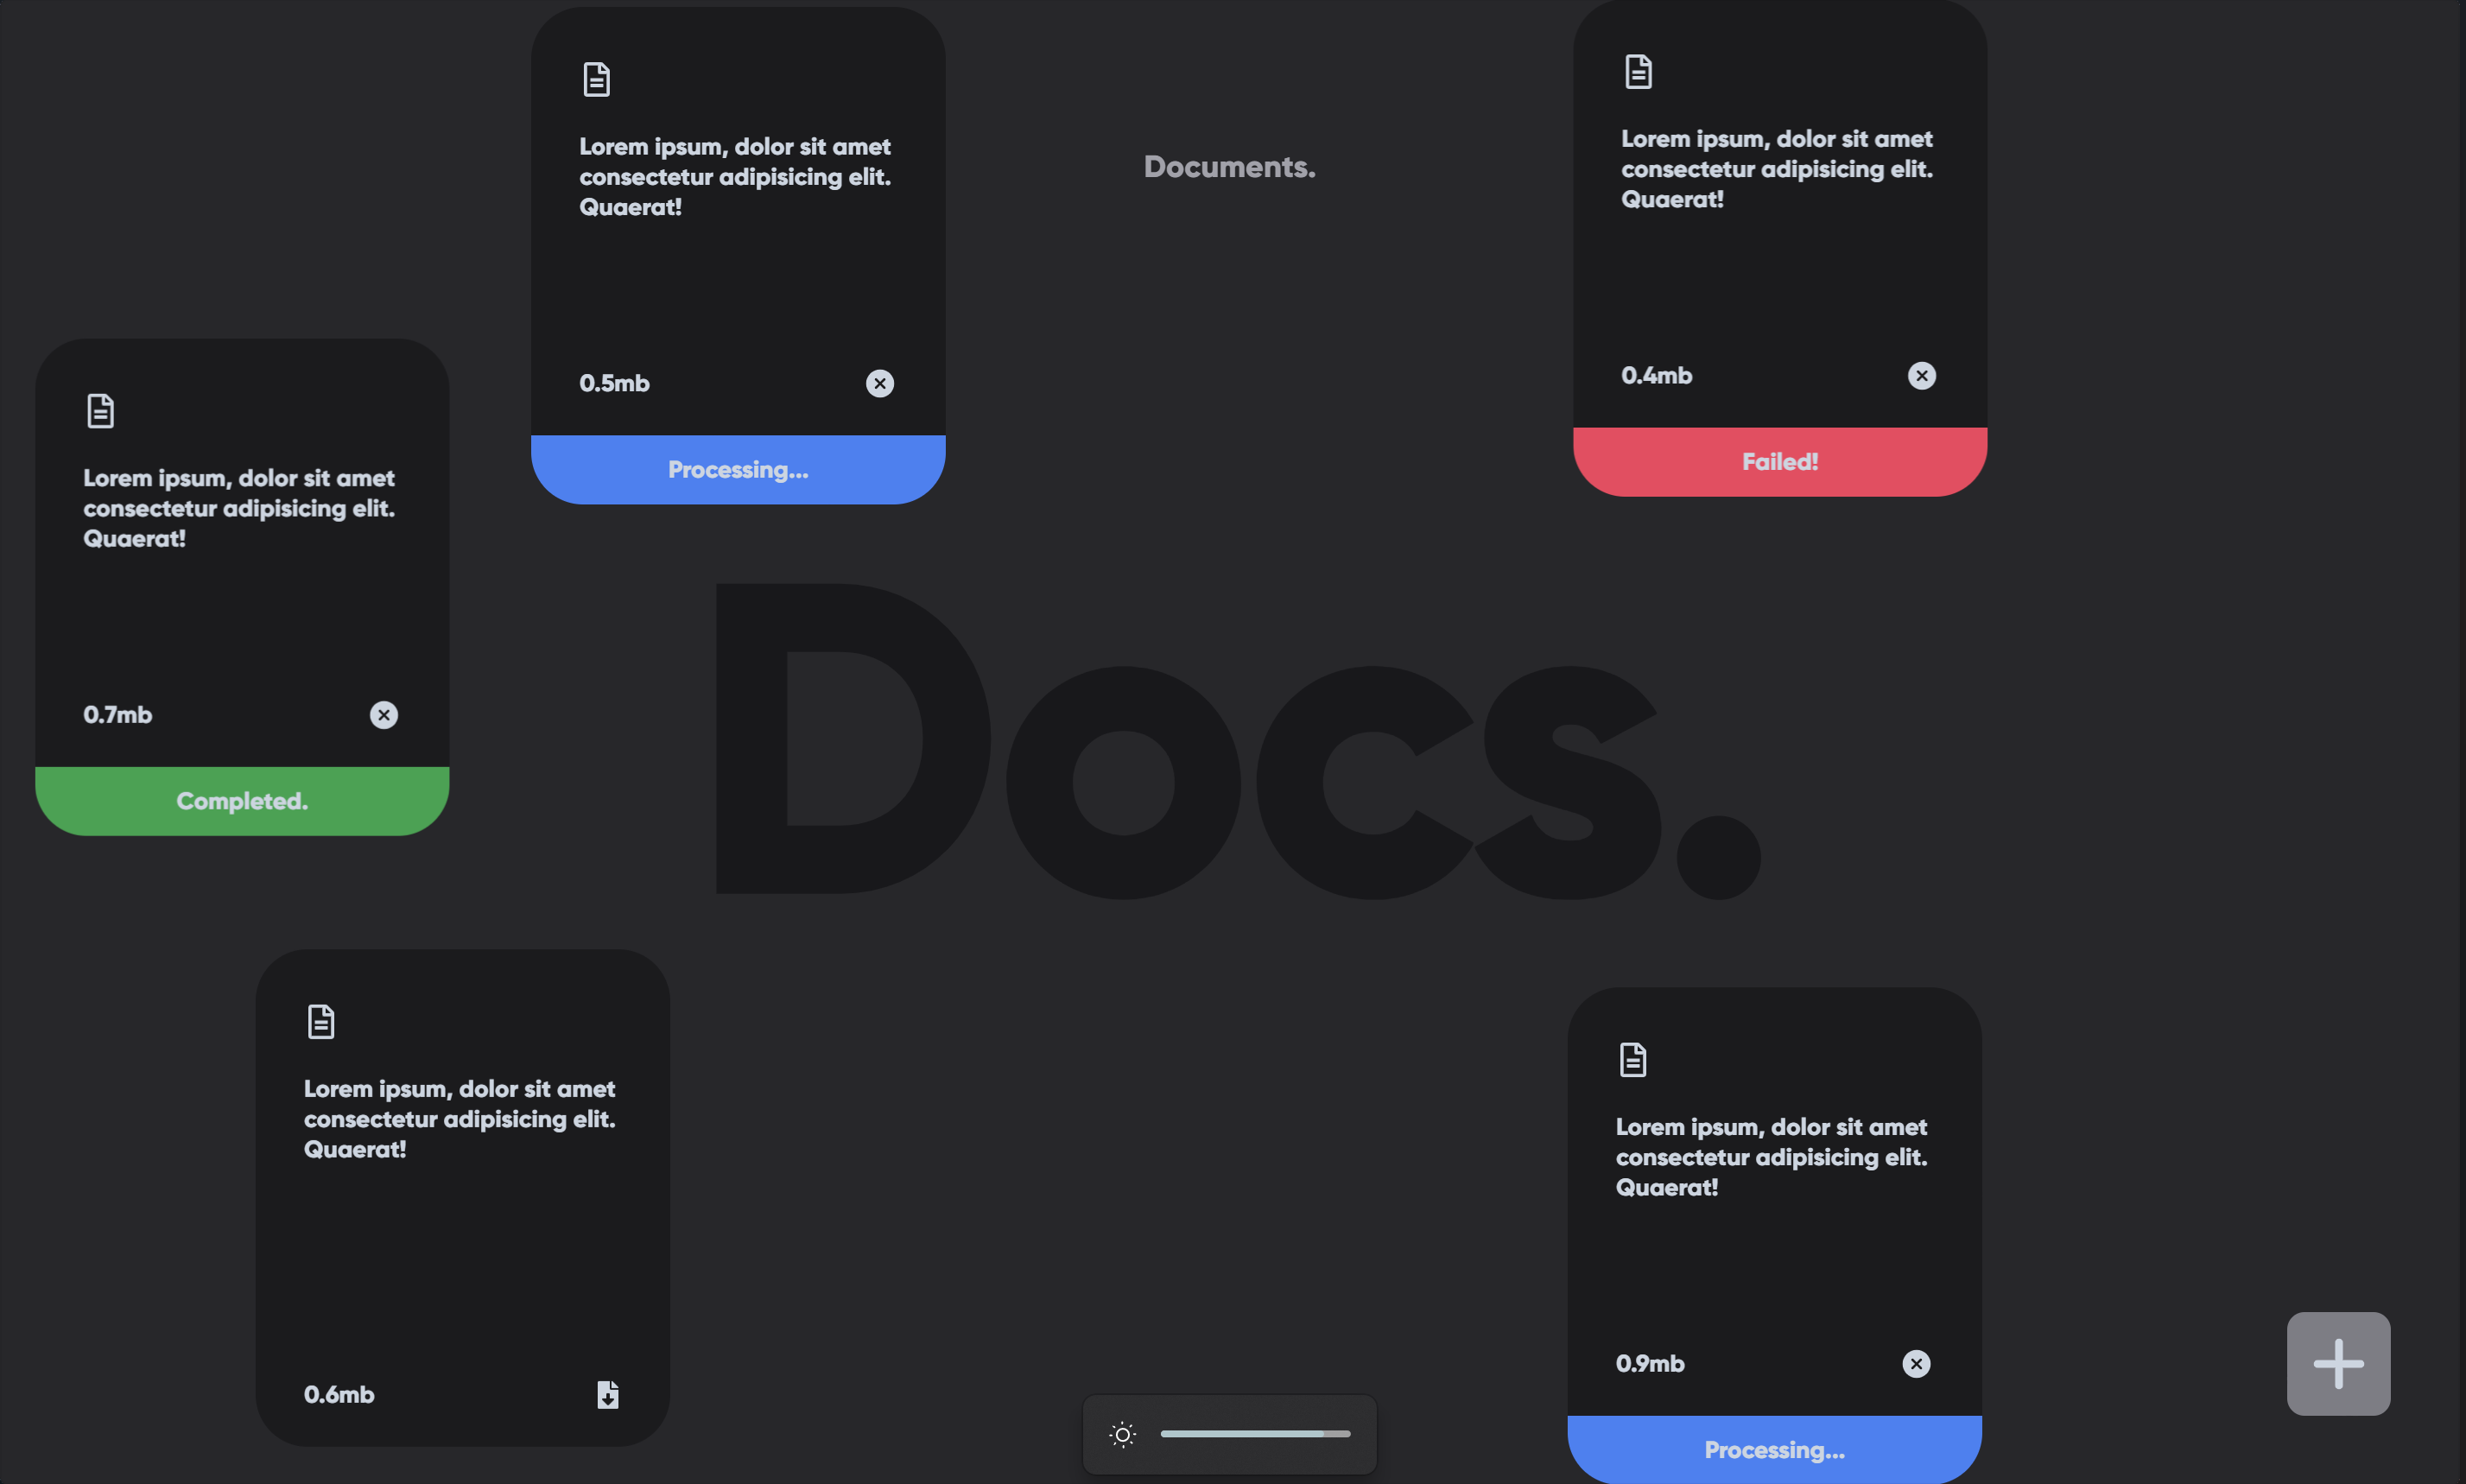 Documents.
Lorem ipsum, dolor sit amet
consectetur adipisicing elit.
Quaerat!
0.5mb
Processing...
Lorem ipsum, dolor sit amet
consectetur adipisicing elit.
Quaerat!
0.4mb
Failed!
Lorem ipsum, dolor sit amet
consectetur adipisicing elit.
Quaerat!
0.7mb
Completed.
Docs.
Lorem ipsum, dolor sit amet
consectetur adipisicing elit.
Quaerat!
0.6mb
Lorem ipsum, dolor sit amet
consectetur adipisicing elit.
Quaerat!
0.9mb
Processing...